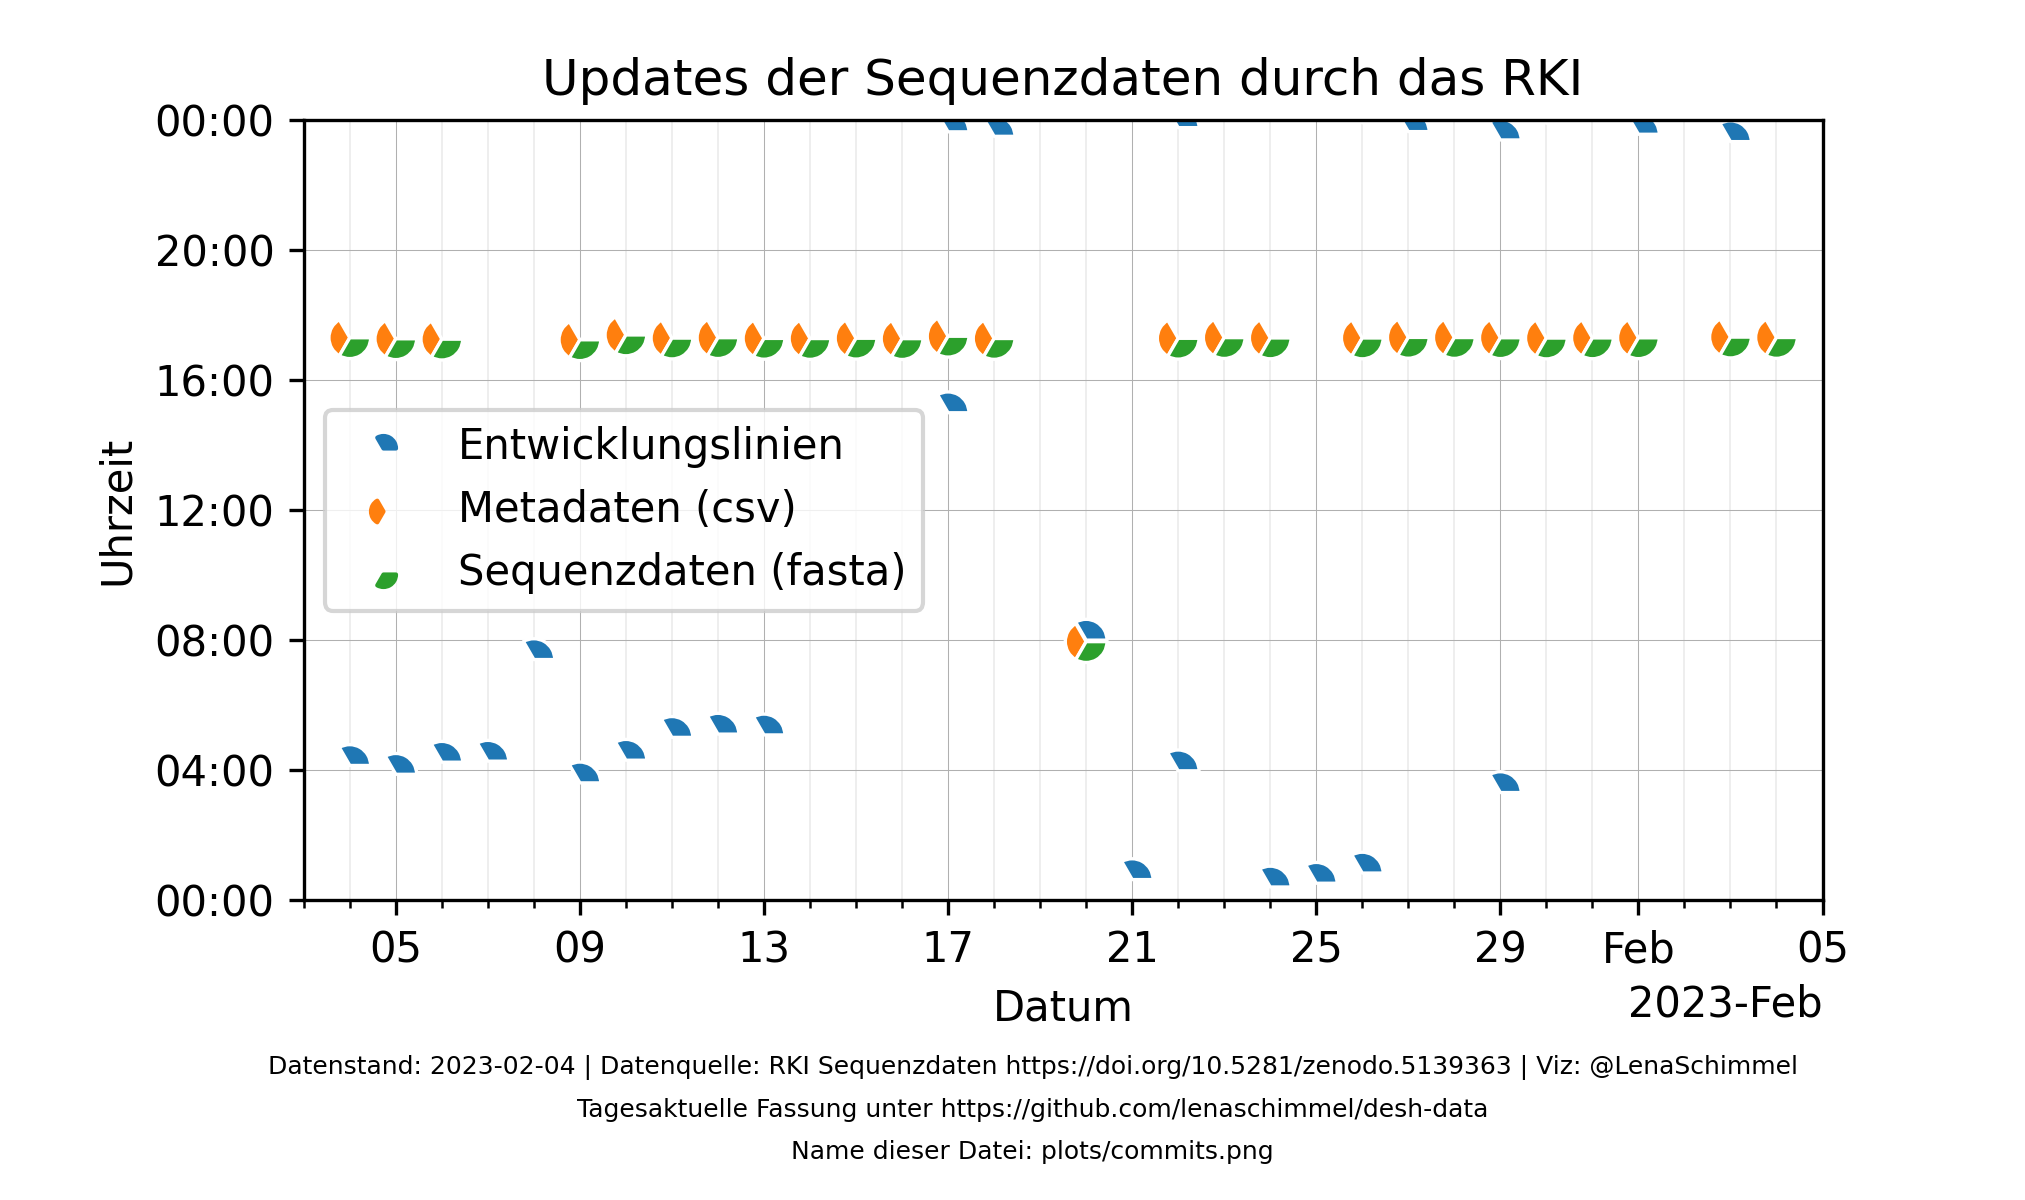 Updates der Sequenzdaten durch das RKI
00:00
20:00
16:00
12:00
08:00
04:00
00:00
Uhrzeit
Entwicklungslinien
Metadaten (csv)
Sequenzdaten (fasta)
05 09 13 17 21 25 29 Feb 05
Datum
2023-Feb
Datenstand: 2023-02-04 | Datenquelle: RKI Sequenzdaten https://doi.org/10.5281/zenodo.5139363 | Viz: @LenaSchimmel
Tagesaktuelle Fassung unter https://github.com/lenaschimmel/desh-data
Name dieser Datei: plots/commits.png